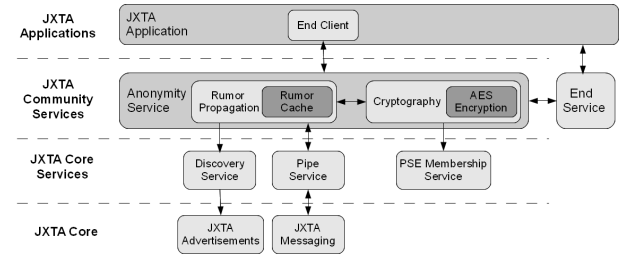 JXTA
Applications
JXTA
Application
End Client
JXTA
Community
Services
Anonymity
Service
Rumor
Propagation
Rumor
Cache
Cryptography
AES
Encryption
End
Service
JXTA Core
Services
Discovery
Service
Pipe
Service
PSE Membership
Service
JXTA Core
JXTA
Advertisements
JXTA
Messaging